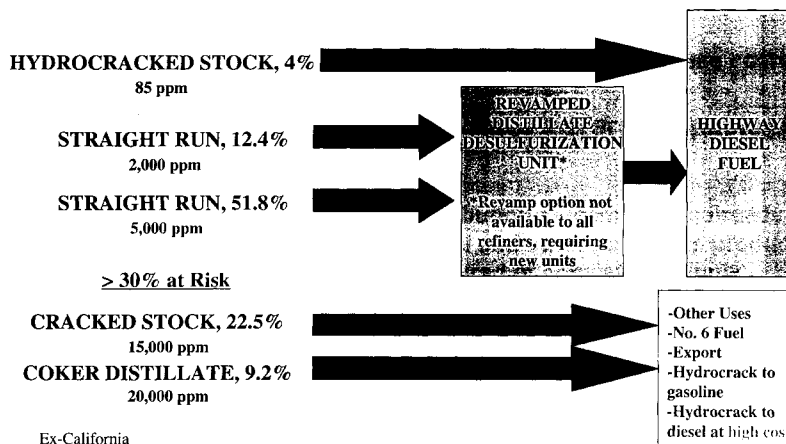 HYDROCRACKED STOCK, 4%
85 ppm
STRAIGHT RUN, 12.4%
2,000 ppm
STRAIGHT RUN, 51.8%
5,000 ppm
> 30% at Risk
CRACKED STOCK, 22.5%
15,000 ppm
COKER DISTILLATE, 9.2%
20,000 ppm
Ex-California
REVAMPED
DISTILLATE
DESULFURIZATION
UNIT*
*Revamp option not
available to all
refiners, requiring
new units
HIGHWAY
DIESEL
FUEL
-Other Uses
-No. 6 Fuel
-Export
-Hydrocrack to
gasoline
-Hydrocrack to
diesel at high cos